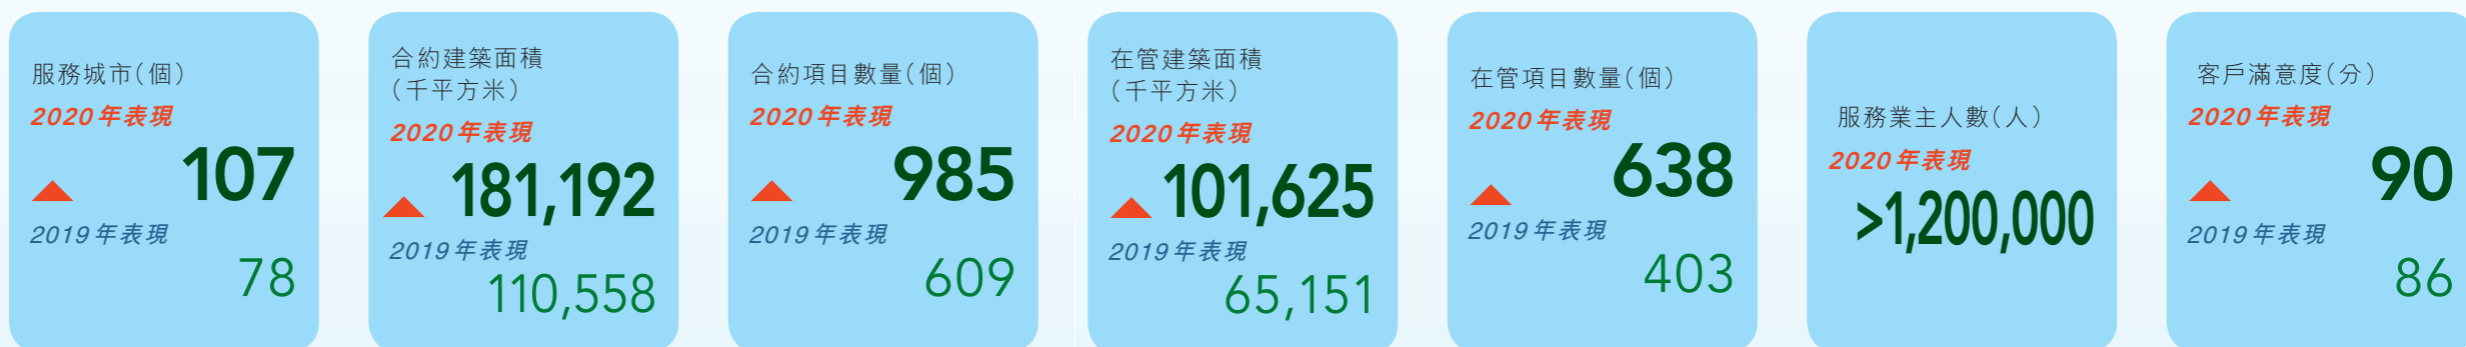 服務城市(個)
2020年表現
107
2019年表現
78
合約建築面積
(千平方米)
2020年表現
181,192
2019年表現
110,558
合約項目數量(個)
2020年表現
985
2019年表現
609
在管建築面積
(千平方米)
2020年表現
101,625
2019年表現
65,151
在管項目數量(個)
2020年表現
638
2019年表現
403
服務業主人數(人)
2020年表現
>1,200,000
客戶滿意度(分)
2020年表現
90
2019年表現
86